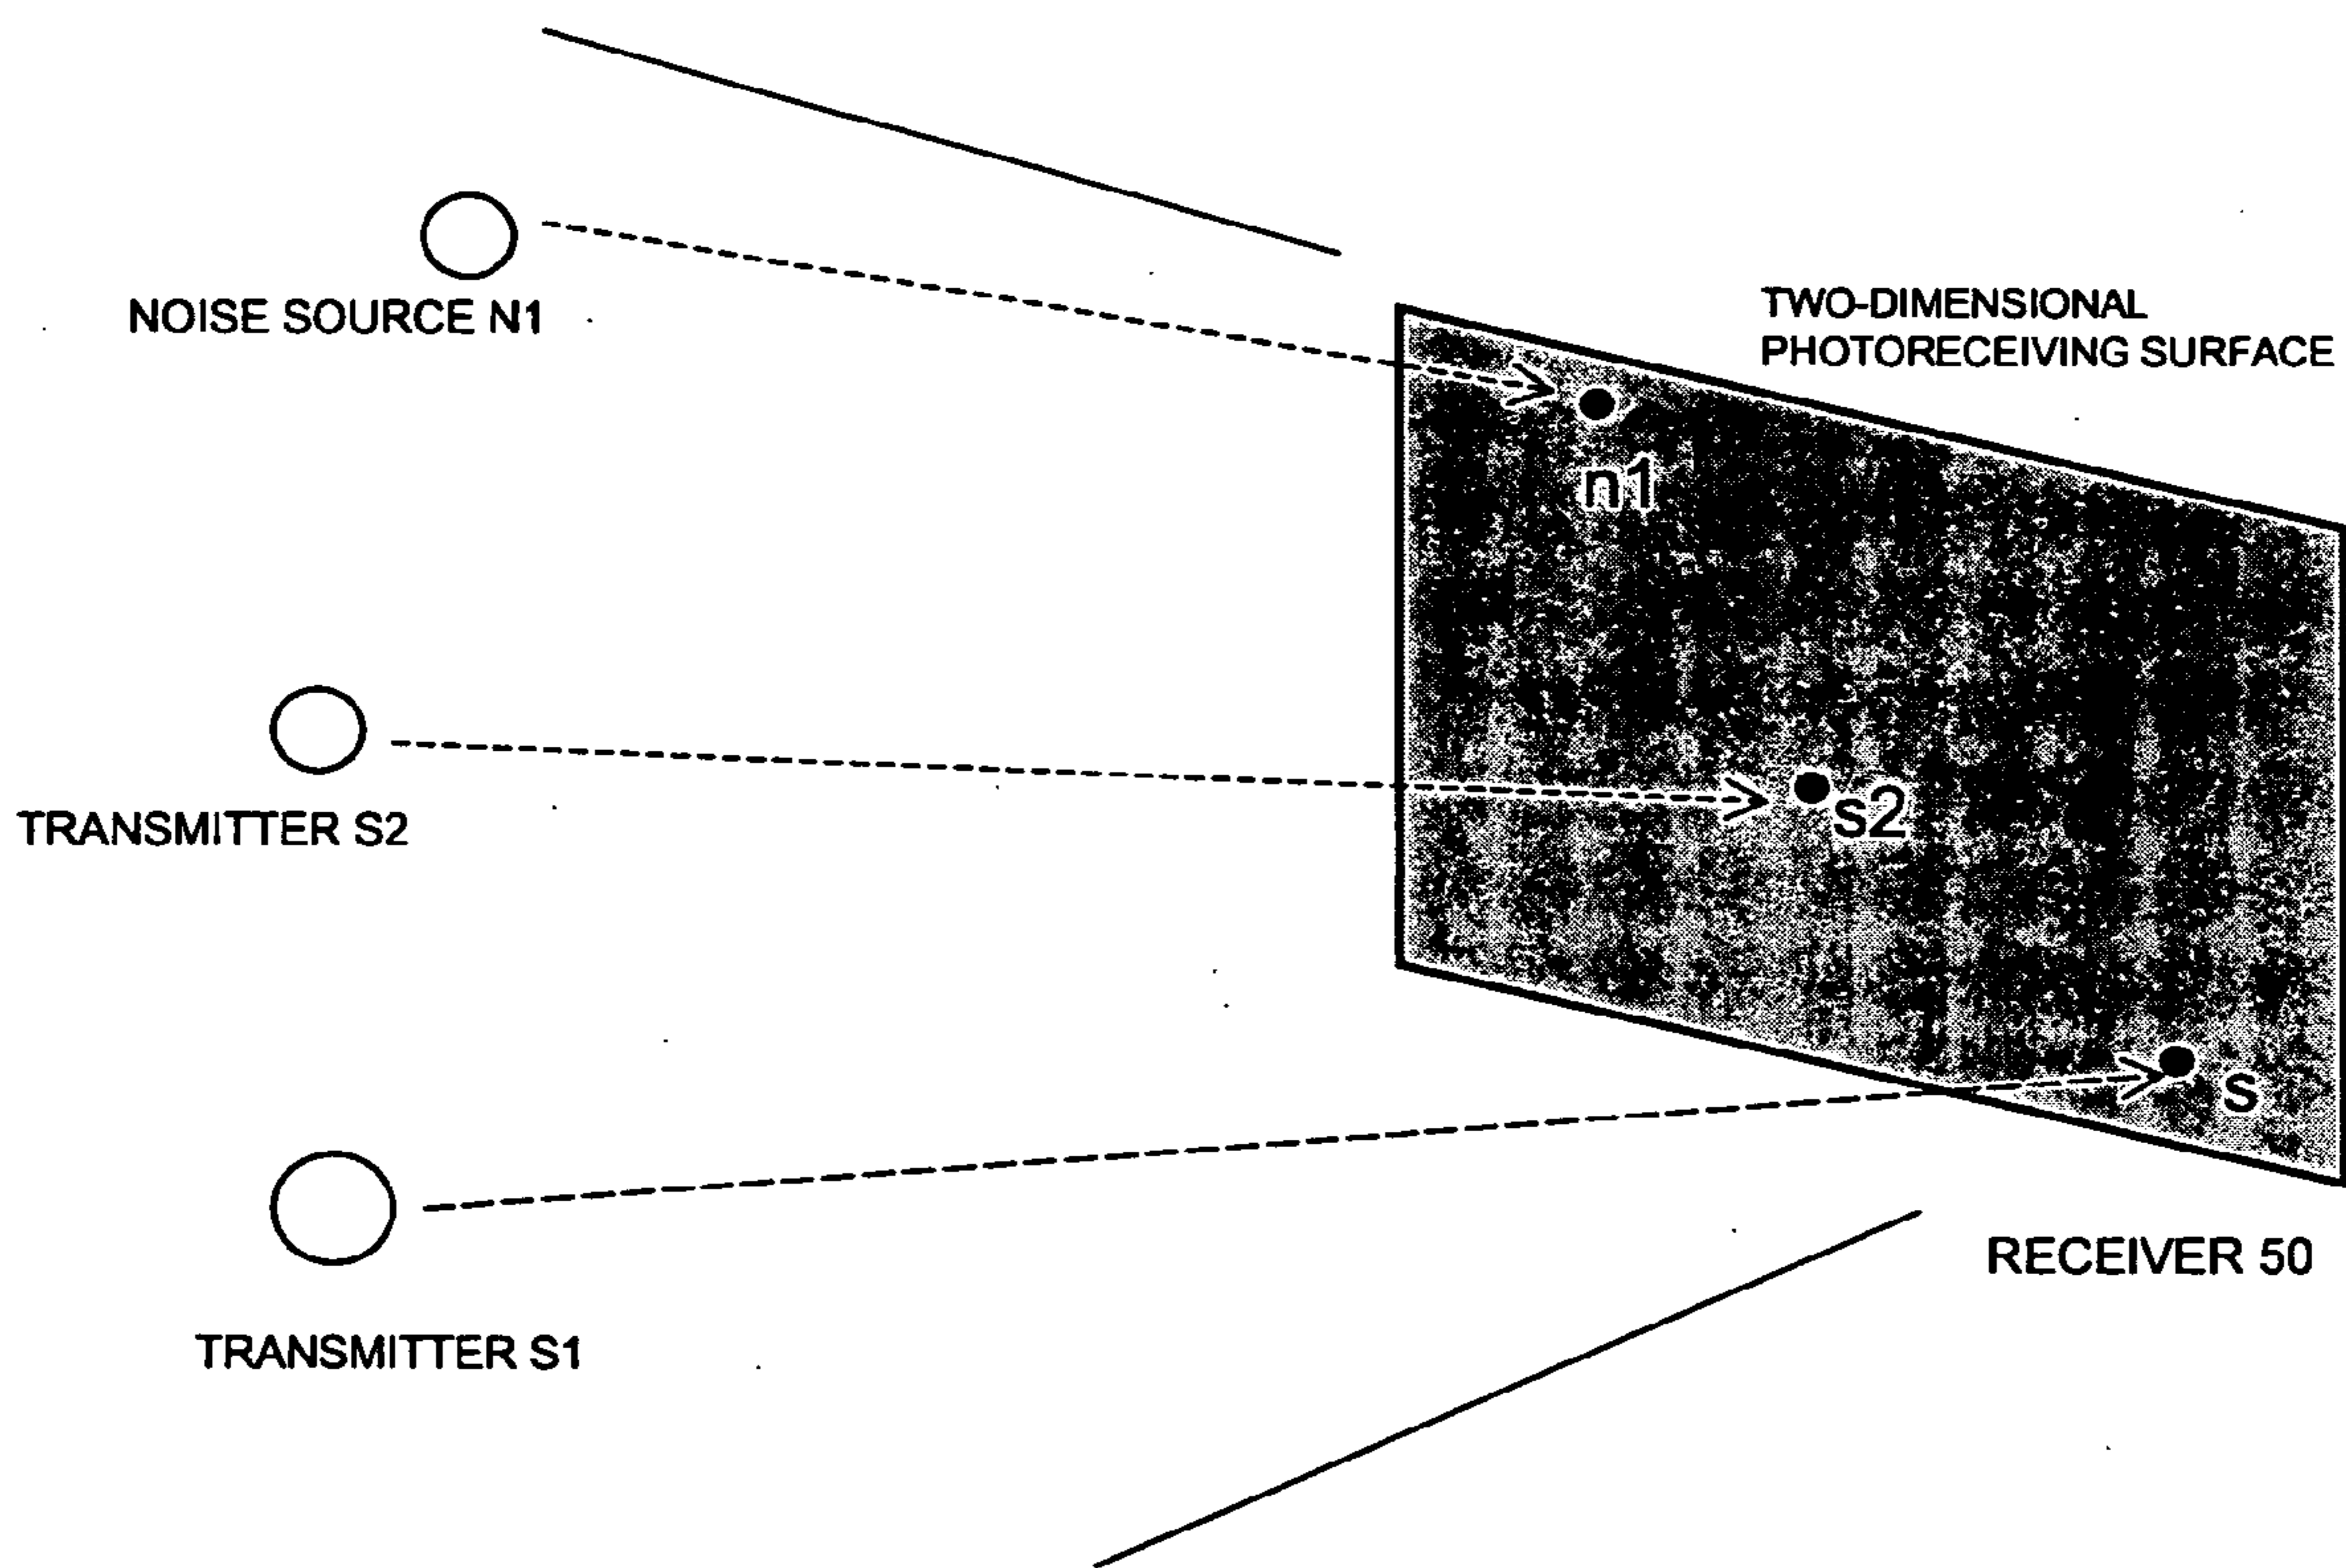 NOISE SOURCE N1
TWO-DIMENSIONAL
PHOTORECEIVING SURFACE
n1
TRANSMITTER S2
s2
s
RECEIVER 50
TRANSMITTER S1